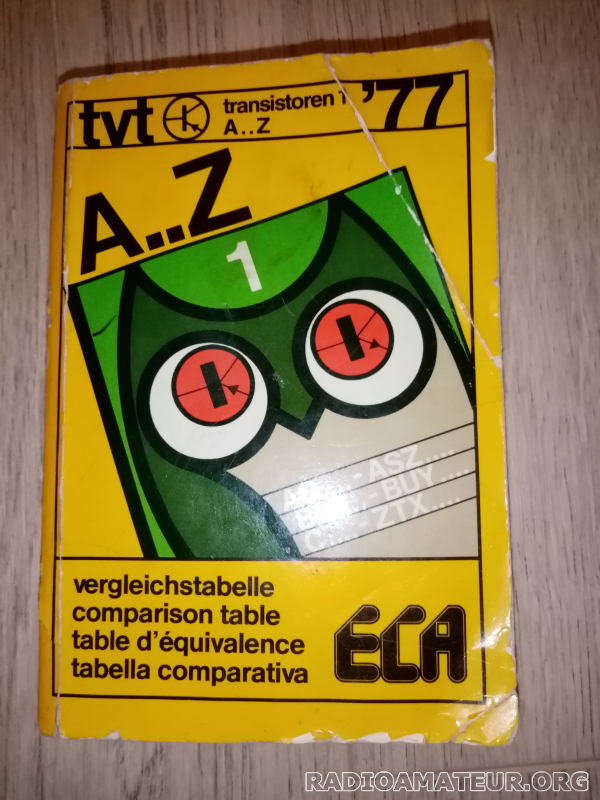 tvt transistoren 1 '77
A..Z
A..Z
1
-ASZ....
-BUY....
C....-ZTX....
vergleichstabelle
comparison table
table d'équivalence
tabella comparativa
ECA
RADIOAMATEUR.ORG